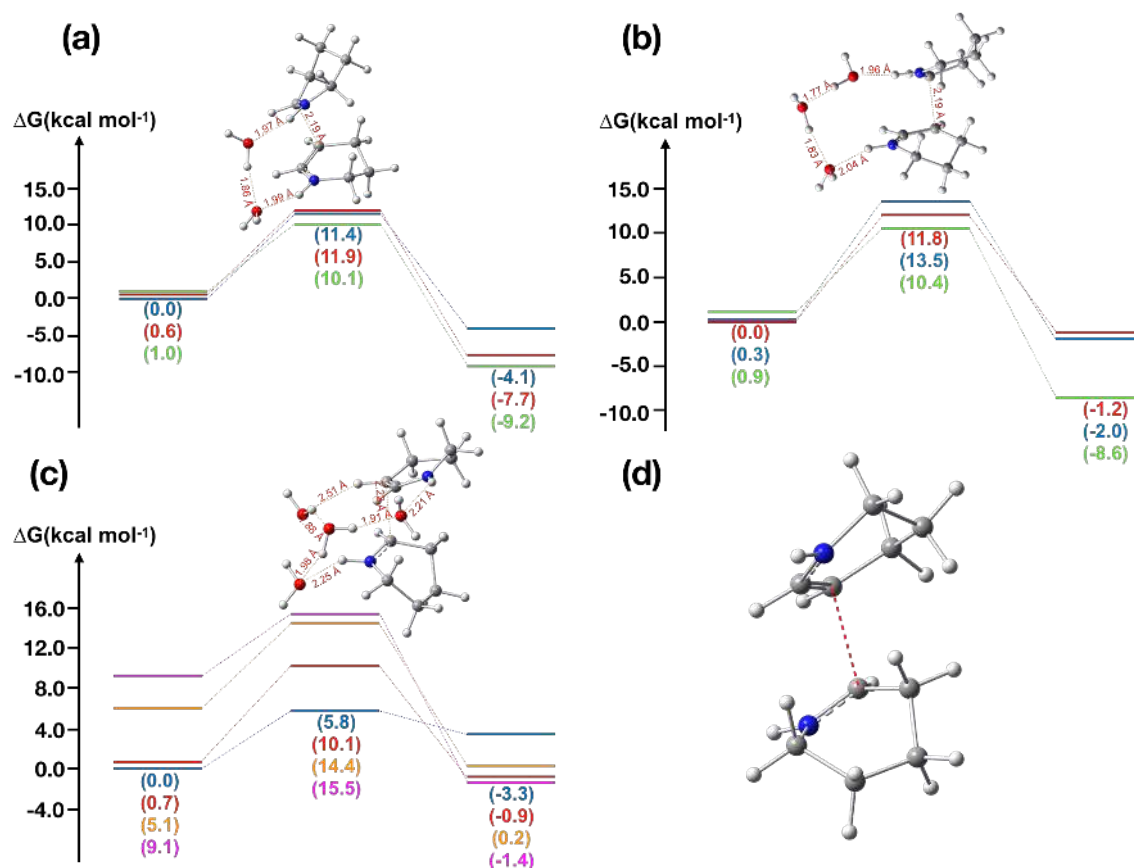 (a)
ΔG(kcal mol⁻¹)
15.0
10.0
5.0
0.0
-5.0
-10.0
1.97 Å
2.19 Å
1.86 Å
1.99 Å
(0.0)
(0.6)
(1.0)
(11.4)
(11.9)
(10.1)
(-4.1)
(-7.7)
(-9.2)
(b)
ΔG(kcal mol⁻¹)
15.0
10.0
5.0
0.0
-5.0
-10.0
1.96 Å
1.77 Å
2.19 Å
1.83 Å
2.04 Å
(0.0)
(0.3)
(0.9)
(11.8)
(13.5)
(10.4)
(-1.2)
(-2.0)
(-8.6)
(c)
ΔG(kcal mol⁻¹)
16.0
12.0
8.0
4.0
0.0
-4.0
2.51 Å
1.91 Å
2.21 Å
1.98 Å
2.25 Å
(0.0)
(0.7)
(5.1)
(9.1)
(5.8)
(10.1)
(14.4)
(15.5)
(-3.3)
(-0.9)
(0.2)
(-1.4)
(d)